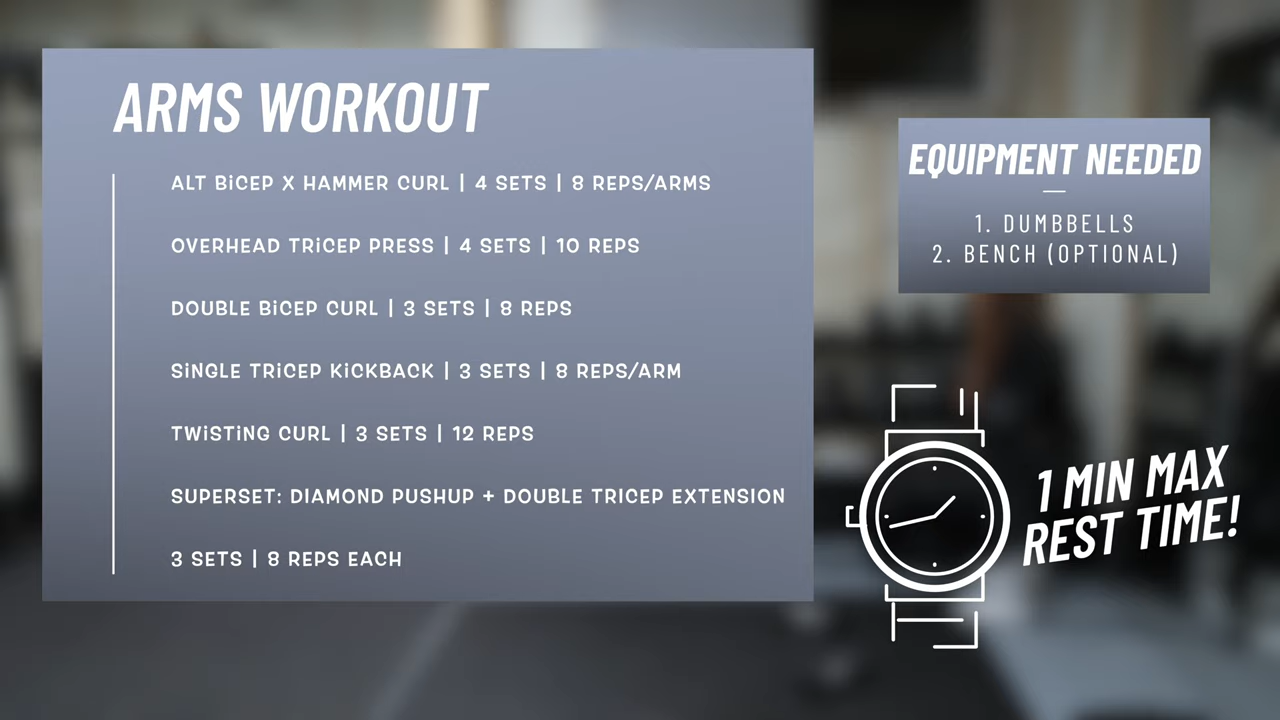 ARMS WORKOUT
ALT BiCEP X HAMMER CURL | 4 SETS | 8 REPS/ARMS
OVERHEAD TRiCEP PRESS | 4 SETS | 10 REPS
DOUBLE BiCEP CURL | 3 SETS | 8 REPS
SiNGLE TRiCEP KiCKBACK | 3 SETS | 8 REPS/ARM
TWiSTiNG CURL | 3 SETS | 12 REPS
SUPERSET: DIAMOND PUSHUP + DOUBLE TRICEP EXTENSION
3 SETS | 8 REPS EACH
EQUIPMENT NEEDED
1. DUMBBELLS
2. BENCH (OPTIONAL)
1 MIN MAX
REST TIME!